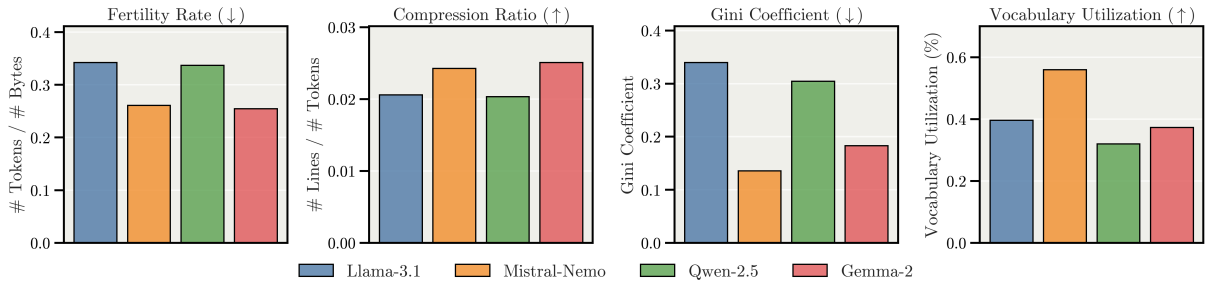 Fertility Rate (↓)
# Tokens / # Bytes
0.4
0.3
0.2
0.1
0.0
Compression Ratio (↑)
# Lines / # Tokens
0.03
0.02
0.01
0.00
Gini Coefficient (↓)
Gini Coefficient
0.4
0.3
0.2
0.1
0.0
Vocabulary Utilization (↑)
Vocabulary Utilization (%)
0.6
0.4
0.2
0.0
Llama-3.1 Mistral-Nemo Qwen-2.5 Gemma-2